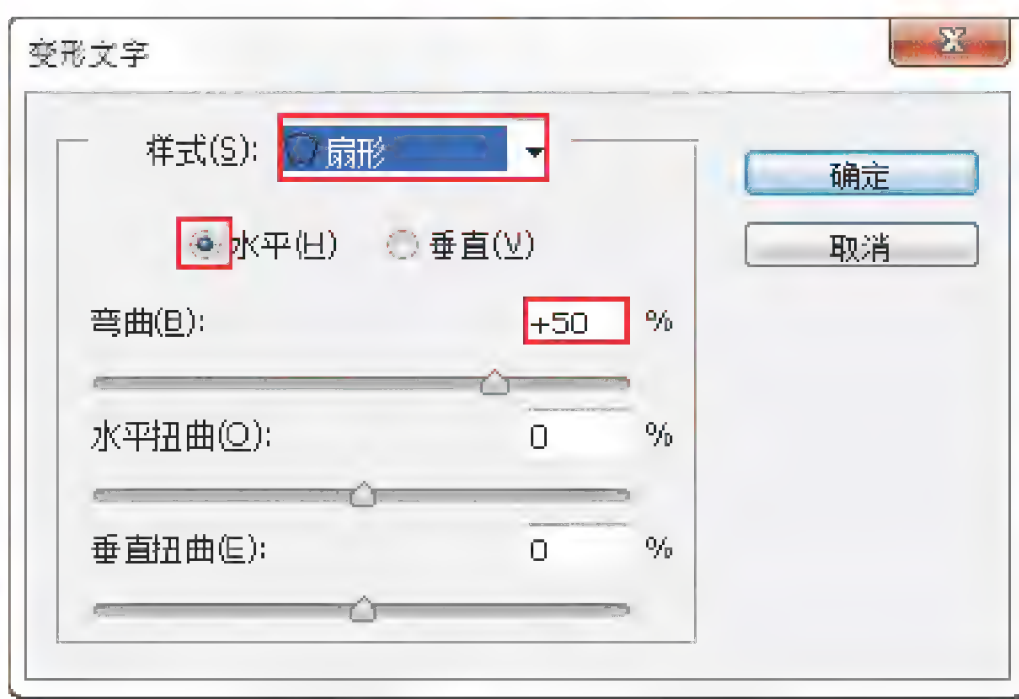 变形文字
样式(S): 扇形
确定
水平(H) 垂直(V)
取消
弯曲(B): +50 %
水平扭曲(O): 0 %
垂直扭曲(E): 0 %